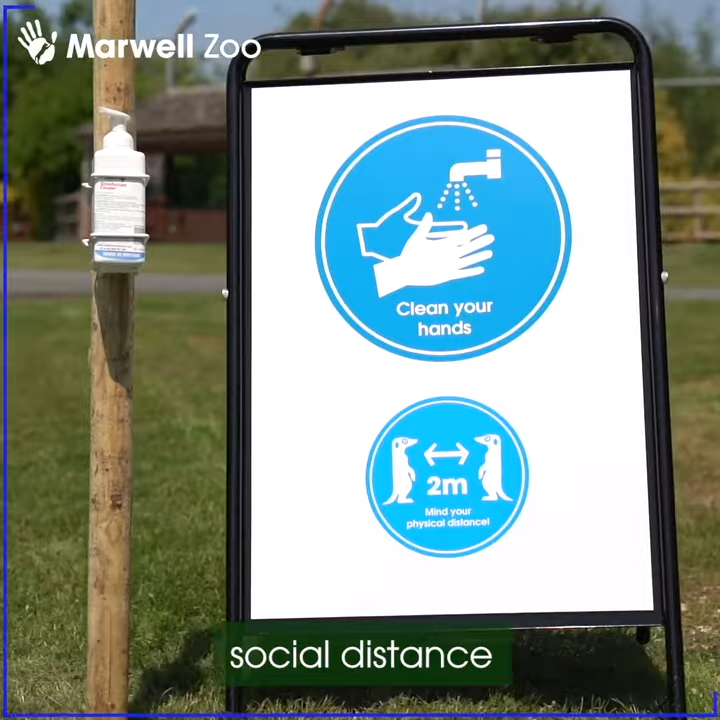 Marwell Zoo
Clean your
hands
2m
Mind your
physical distance!
social distance